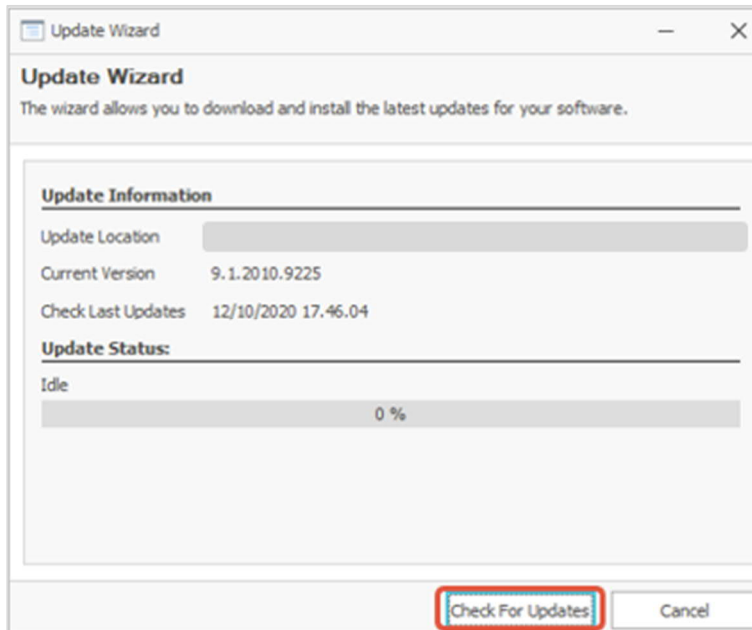 Update Wizard
Update Wizard
The wizard allows you to download and install the latest updates for your software.
Update Information
Update Location
Current Version 9.1.2010.9225
Check Last Updates 12/10/2020 17.46.04
Update Status:
Idle
0 %
Check For Updates Cancel